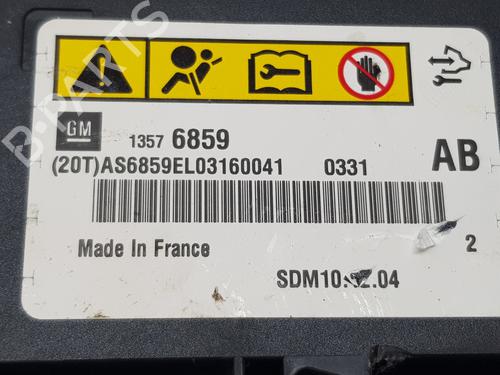 B-PARTS
GM
1357 6859
(20T)AS6859EL03160041 0331 AB
Made In France 2